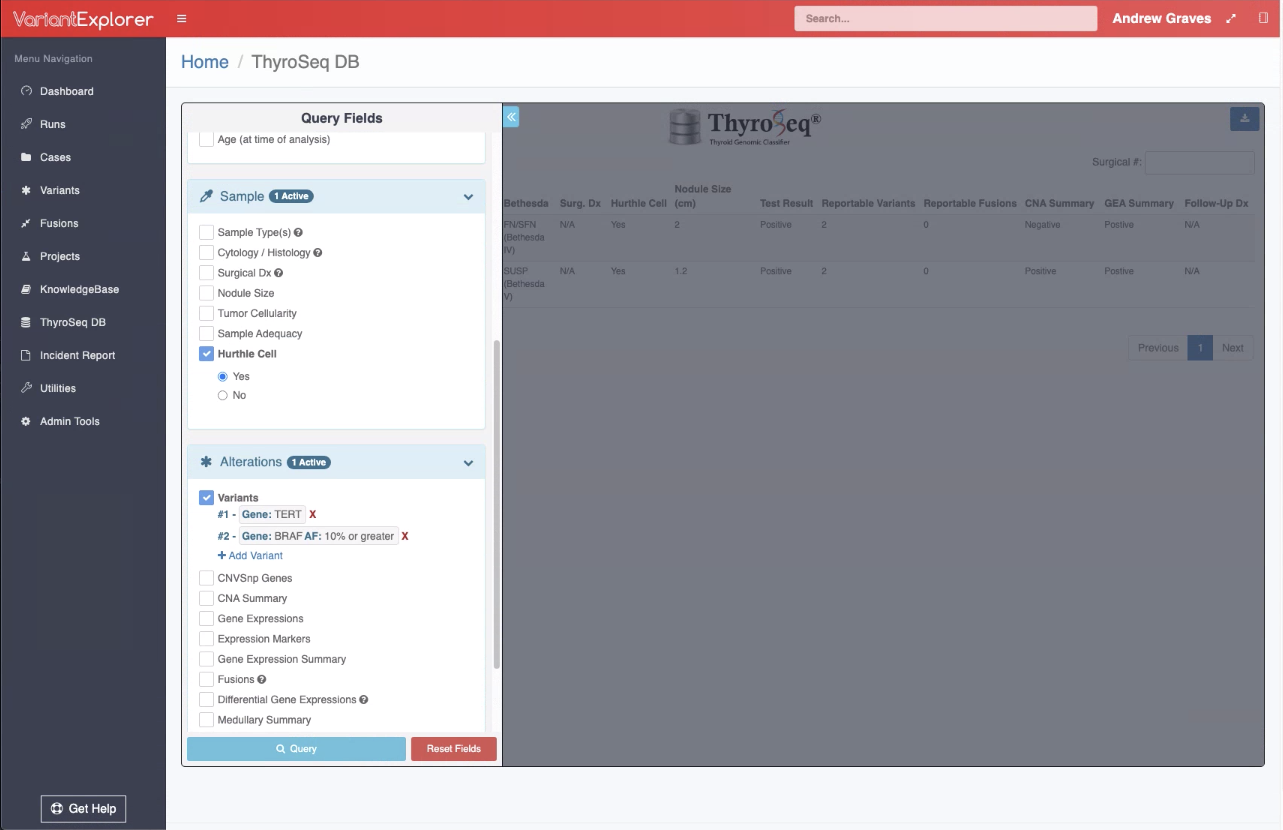 VariantExplorer
Search...
Andrew Graves
Menu Navigation
Dashboard
Runs
Cases
Variants
Fusions
Projects
KnowledgeBase
ThyroSeq DB
Incident Report
Utilities
Admin Tools
Get Help
Home / ThyroSeq DB
Query Fields
Age (at time of analysis)
Sample 1 Active
Sample Type(s)
Cytology / Histology
Surgical Dx
Nodule Size
Tumor Cellularity
Sample Adequacy
Hurthle Cell
Yes
No
Alterations 1 Active
Variants
#1 - Gene: TERT X
#2 - Gene: BRAF AF: 10% or greater X
+ Add Variant
CNVSnp Genes
CNA Summary
Gene Expressions
Expression Markers
Gene Expression Summary
Fusions
Differential Gene Expressions
Medullary Summary
Query
Reset Fields
«
ThyroSeq®
Thyroid Genomic Classifier
Surgical #:
Bethesda Surg. Dx Hurthle Cell Nodule Size (cm) Test Result Reportable Variants Reportable Fusions CNA Summary GEA Summary Follow-Up Dx
FN/SFN (Bethesda IV) N/A Yes 2 Positive 2 0 Negative Postive N/A
SUSP (Bethesda V) N/A Yes 1.2 Positive 2 0 Positive Postive N/A
Previous 1 Next